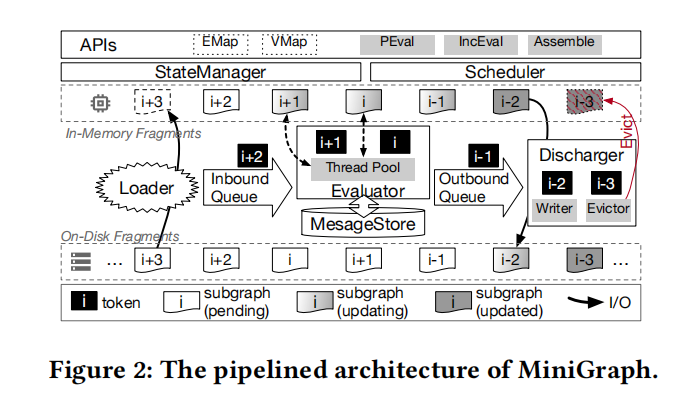 APIs EMap VMap PEval IncEval Assemble
StateManager Scheduler
i+3 i+2 i+1 i i-1 i-2 i-3
In-Memory Fragments
Evict
Loader
i+2
Inbound
Queue
i+1 i
Thread Pool
Evaluator
MesageStore
i-1
Outbound
Queue
Discharger
i-2 i-3
Writer Evictor
On-Disk Fragments
... i+3 i+2 i i+1 i-1 i-2 i-3 ...
i token i subgraph (pending) i subgraph (updating) i subgraph (updated) I/O
Figure 2: The pipelined architecture of MiniGraph.